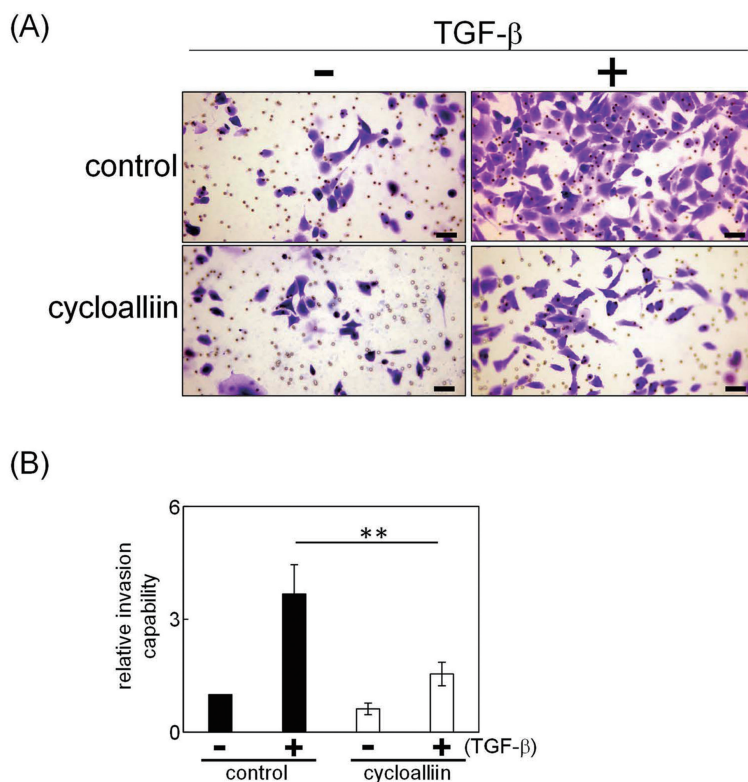 (A)
TGF-β
- +
control
cycloalliin
(B)
relative invasion
capability
6
3
0
**
- + - + (TGF-β)
control cycloalliin